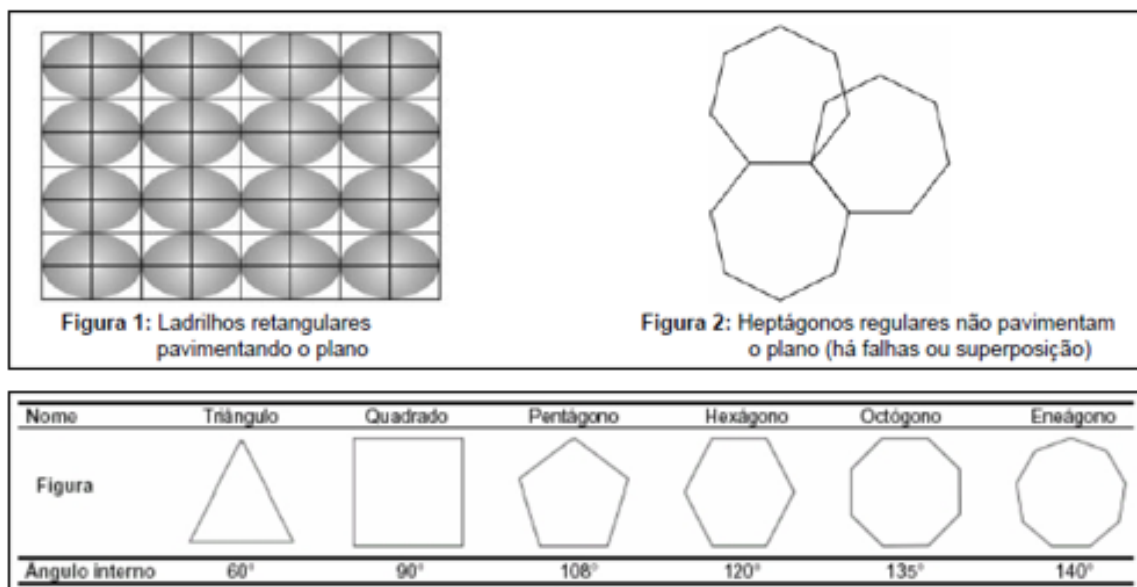 Figura 1: Ladrilhos retangulares
pavimentando o plano
Figura 2: Heptágonos regulares não pavimentam
o plano (há falhas ou superposição)
Nome Triângulo Quadrado Pentágono Hexágono Octógono Eneágono
Figura
Ângulo interno 60° 90° 108° 120° 135° 140°